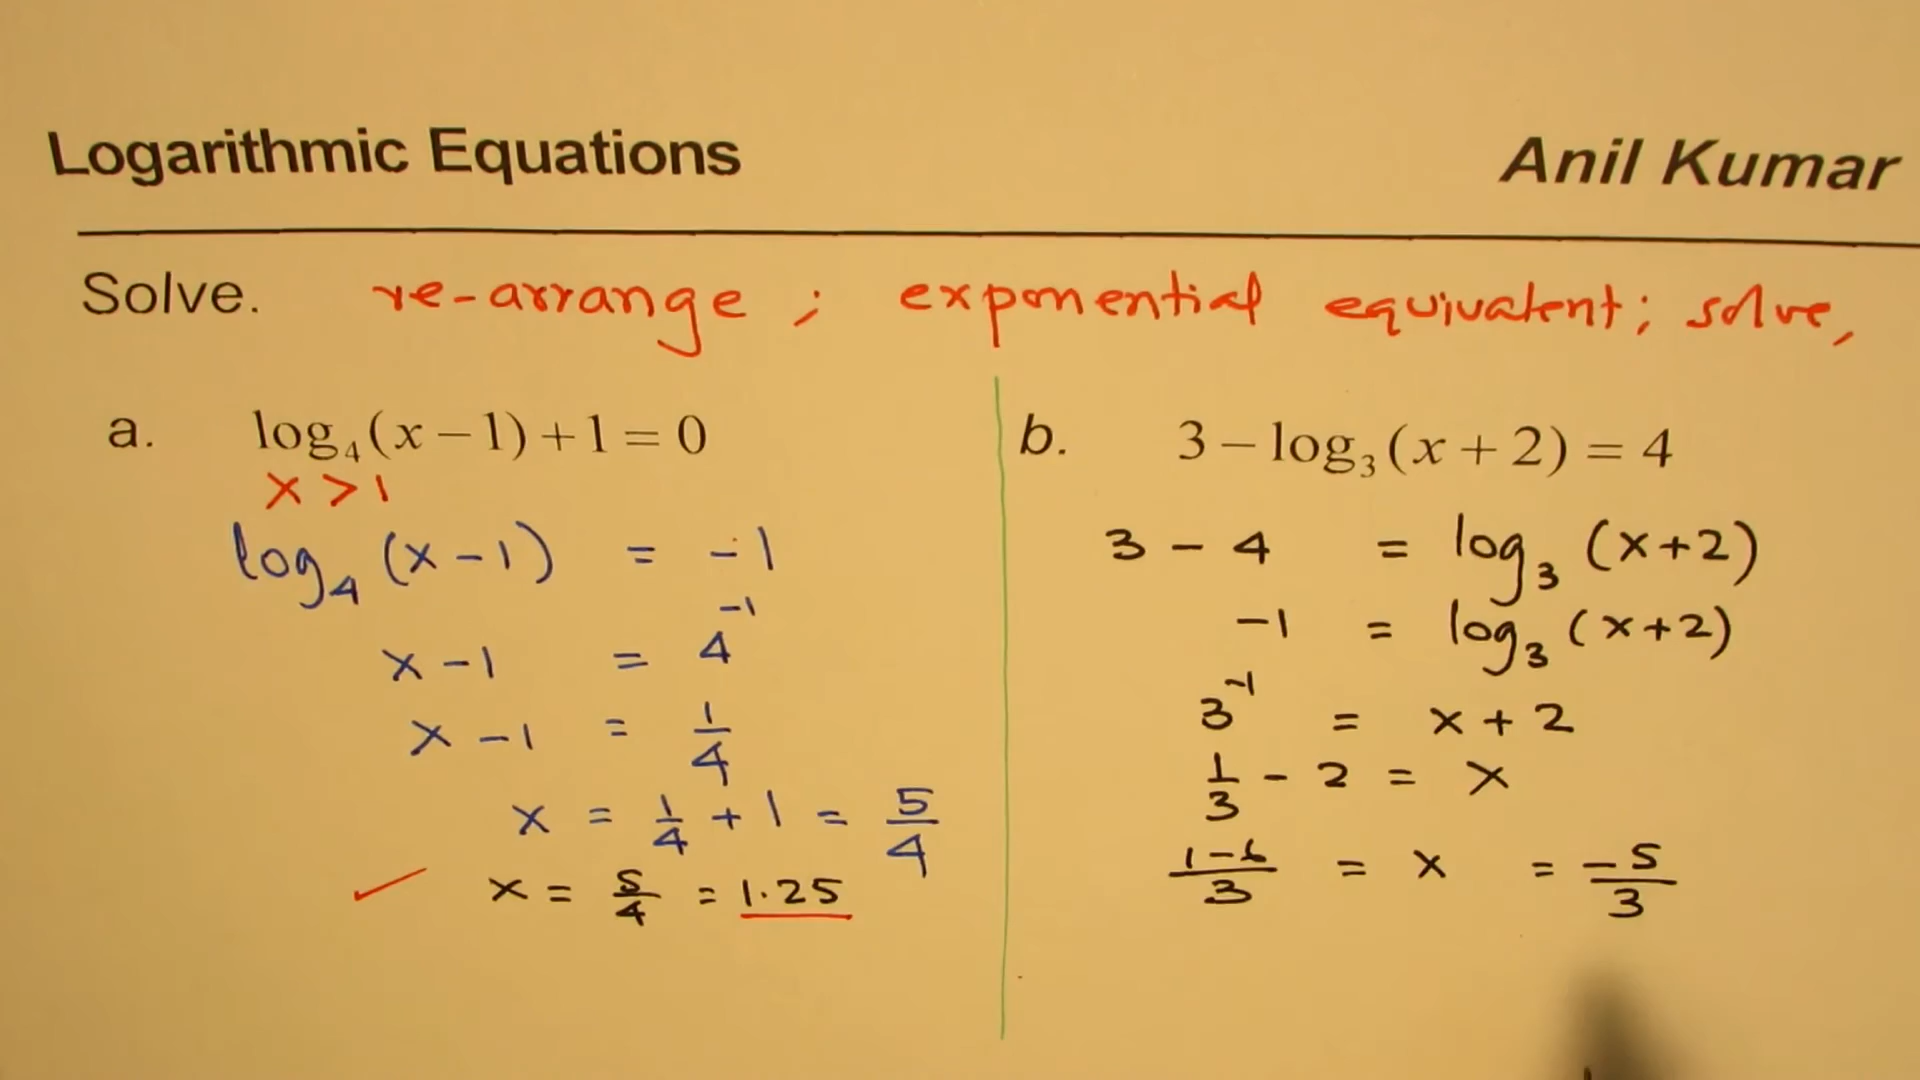 Logarithmic Equations
Anil Kumar
Solve. re-arrange ; exponential equivalent ; solve,
a. log₄(x−1)+1=0
x > 1
log₄ (x−1) = −1
x−1 = 4⁻¹
x−1 = 1/4
x = 1/4 + 1 = 5/4
✓ x = 5/4 = 1.25
b. 3−log₃(x+2)=4
3 − 4 = log₃ (x+2)
−1 = log₃ (x+2)
3⁻¹ = x+2
1/3 − 2 = x
1−6/3 = x = −5/3